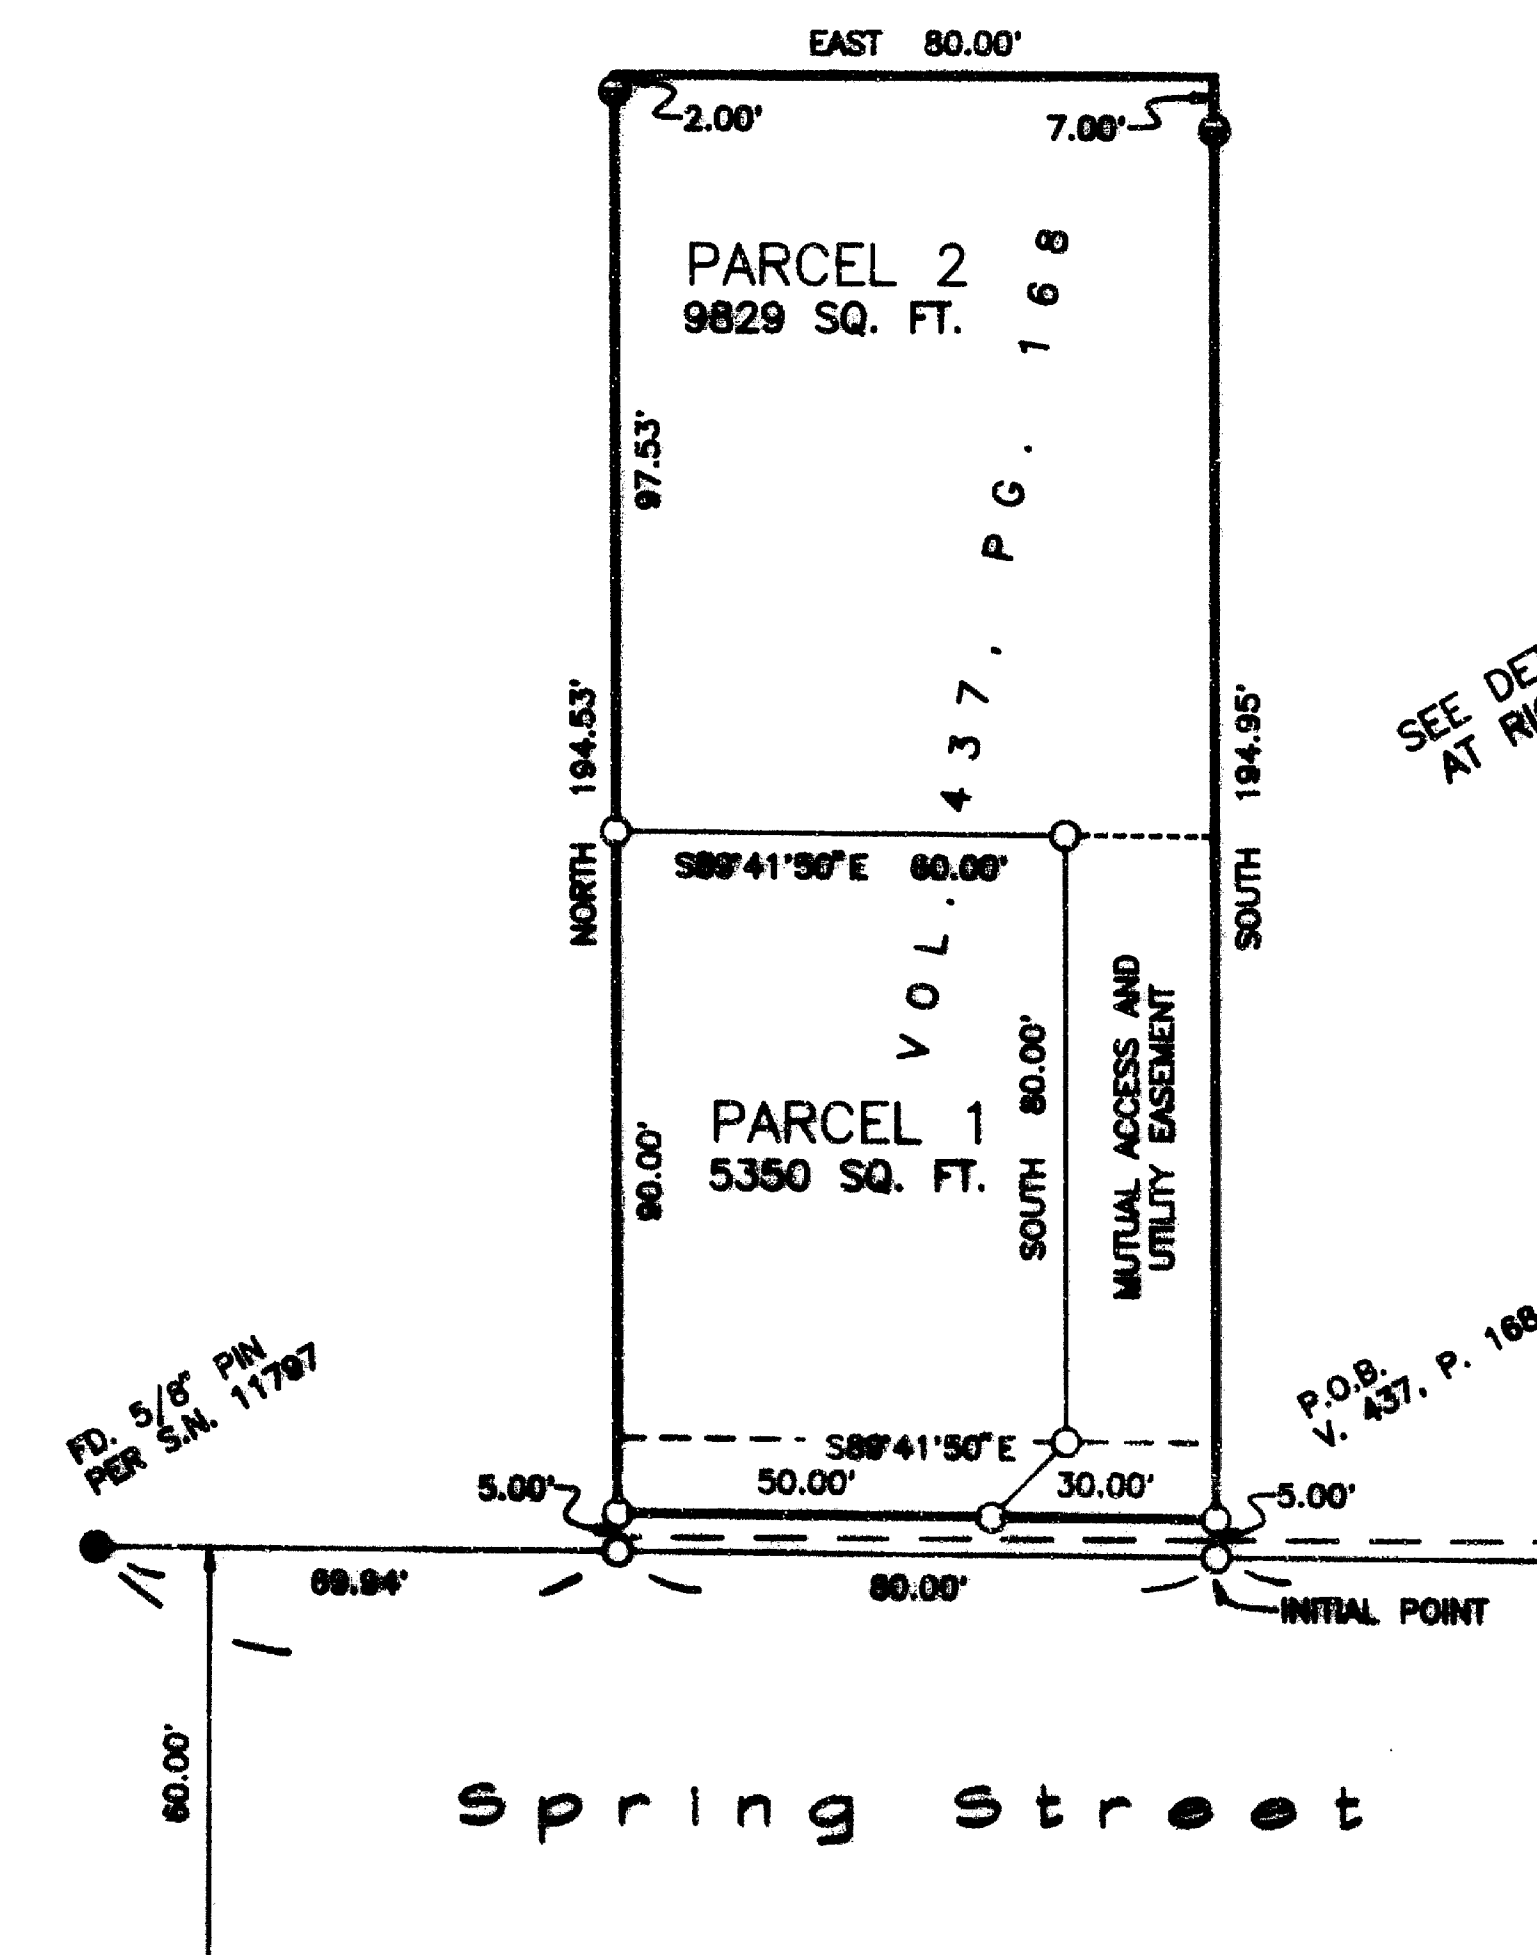 EAST 80.00'
2.00'
7.00'
PARCEL 2
9829 SQ. FT.
97.53'
VOL. 437, PG. 168
NORTH 194.53'
SOUTH 194.95'
SEE DE
AT RI
S89°41'50"E 60.00'
SOUTH 80.00'
MUTUAL ACCESS AND
UTILITY EASEMENT
PARCEL 1
5350 SQ. FT.
90.00'
FD. 5/8" PIN
PER S.N. 11797
P.O.B.
V. 437, P. 168
S89°41'50"E
5.00'
50.00'
30.00'
5.00'
69.94'
80.00'
INITIAL POINT
60.00'
Spring Street